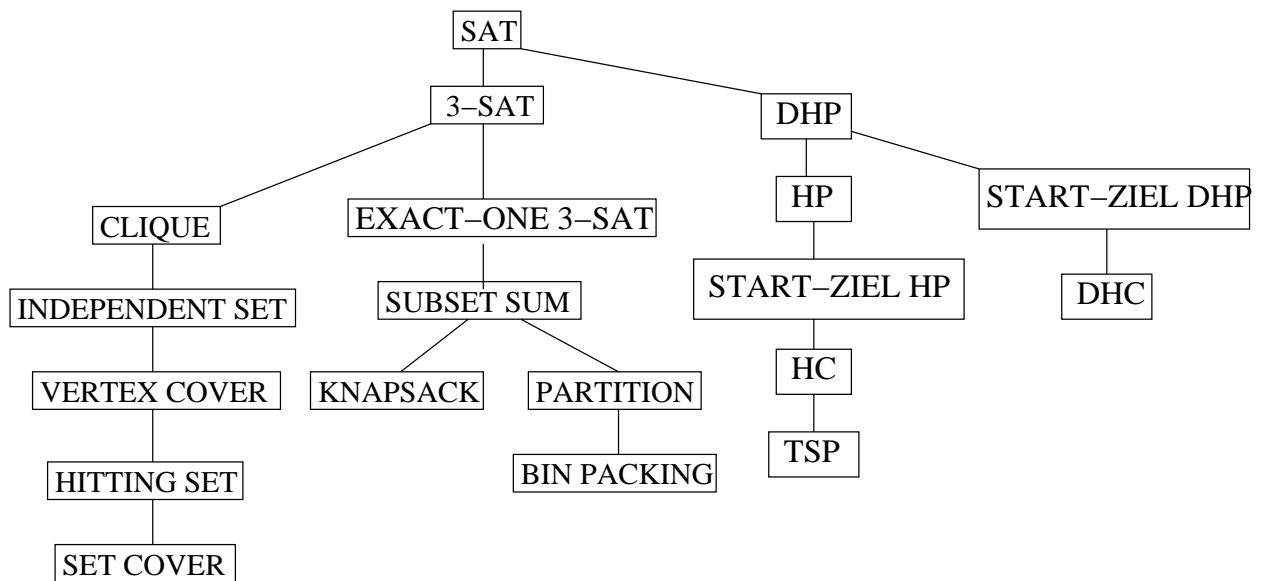 SAT
3–SAT
DHP
HP
START–ZIEL DHP
CLIQUE
EXACT–ONE 3–SAT
START–ZIEL HP
DHC
INDEPENDENT SET
SUBSET SUM
HC
VERTEX COVER
KNAPSACK
PARTITION
TSP
HITTING SET
BIN PACKING
SET COVER